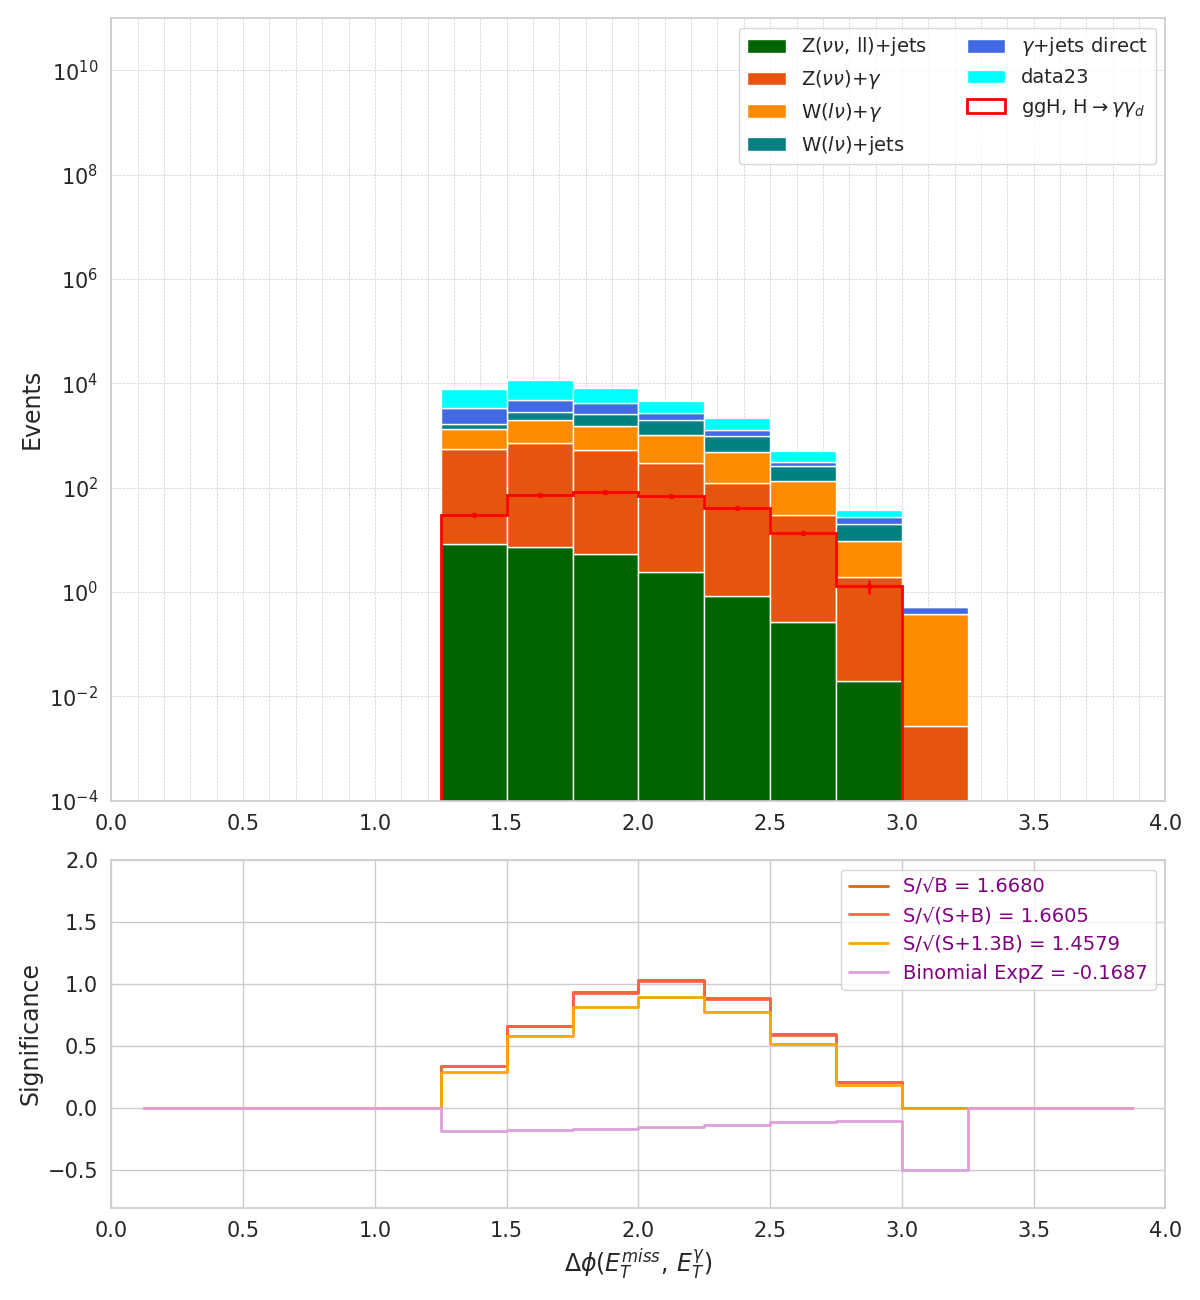 Z(νν, ll)+jets
Z(νν)+γ
W(lν)+γ
W(lν)+jets
γ+jets direct
data23
ggH, H→γγ_d
Events
10^10
10^8
10^6
10^4
10^2
10^0
10^−2
10^−4
0.0 0.5 1.0 1.5 2.0 2.5 3.0 3.5 4.0
S/√B = 1.6680
S/√(S+B) = 1.6605
S/√(S+1.3B) = 1.4579
Binomial ExpZ = -0.1687
Significance
2.0
1.5
1.0
0.5
0.0
−0.5
0.0 0.5 1.0 1.5 2.0 2.5 3.0 3.5 4.0
Δϕ(E_T^miss, E_T^γ)